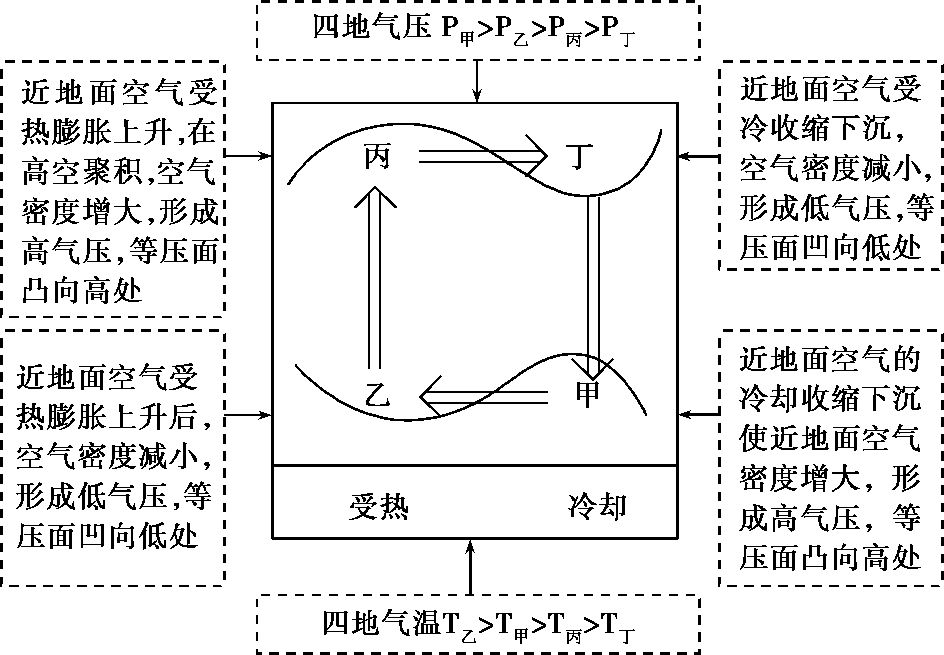 四地气压 P甲>P乙>P丙>P丁
近地面空气受
热膨胀上升,在
高空聚积,空气
密度增大,形成
高气压,等压面
凸向高处
近地面空气受
冷收缩下沉,
空气密度减小,
形成低气压,等
压面凹向低处
丙
丁
乙
甲
近地面空气受
热膨胀上升后,
空气密度减小,
形成低气压,等
压面凹向低处
近地面空气的
冷却收缩下沉
使近地面空气
密度增大,形
成高气压,等
压面凸向高处
受热
冷却
四地气温T乙>T甲>T丙>T丁